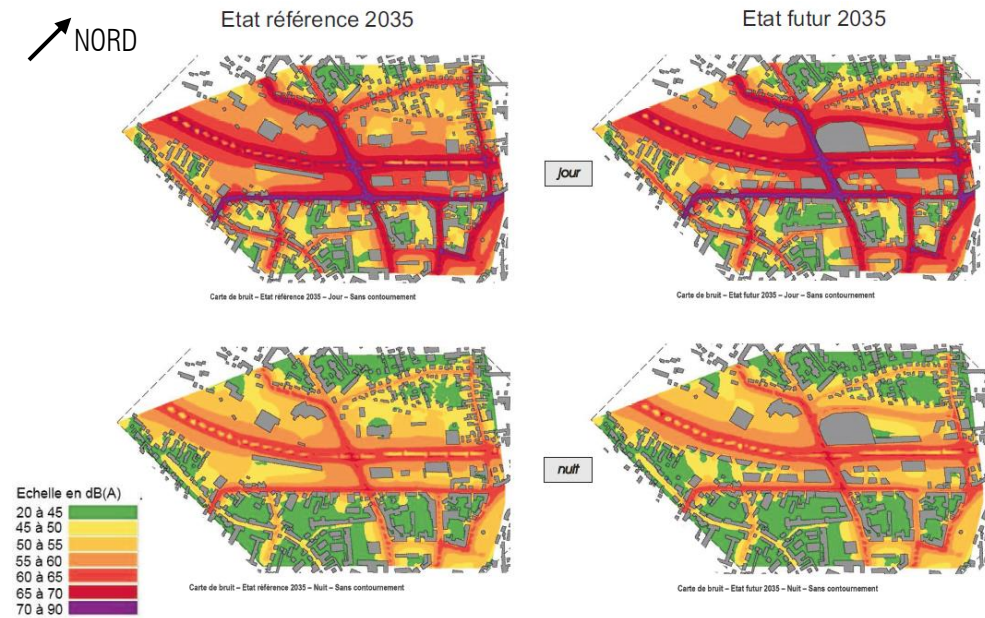 Etat référence 2035
Etat futur 2035
NORD
jour
Carte de bruit – Etat référence 2035 – Jour – Sans contournement
Carte de bruit – Etat futur 2035 – Jour – Sans contournement
nuit
Echelle en dB(A)
20 à 45
45 à 50
50 à 55
55 à 60
60 à 65
65 à 70
70 à 90
Carte de bruit – Etat référence 2035 – Nuit – Sans contournement
Carte de bruit – Etat futur 2035 – Nuit – Sans contournement